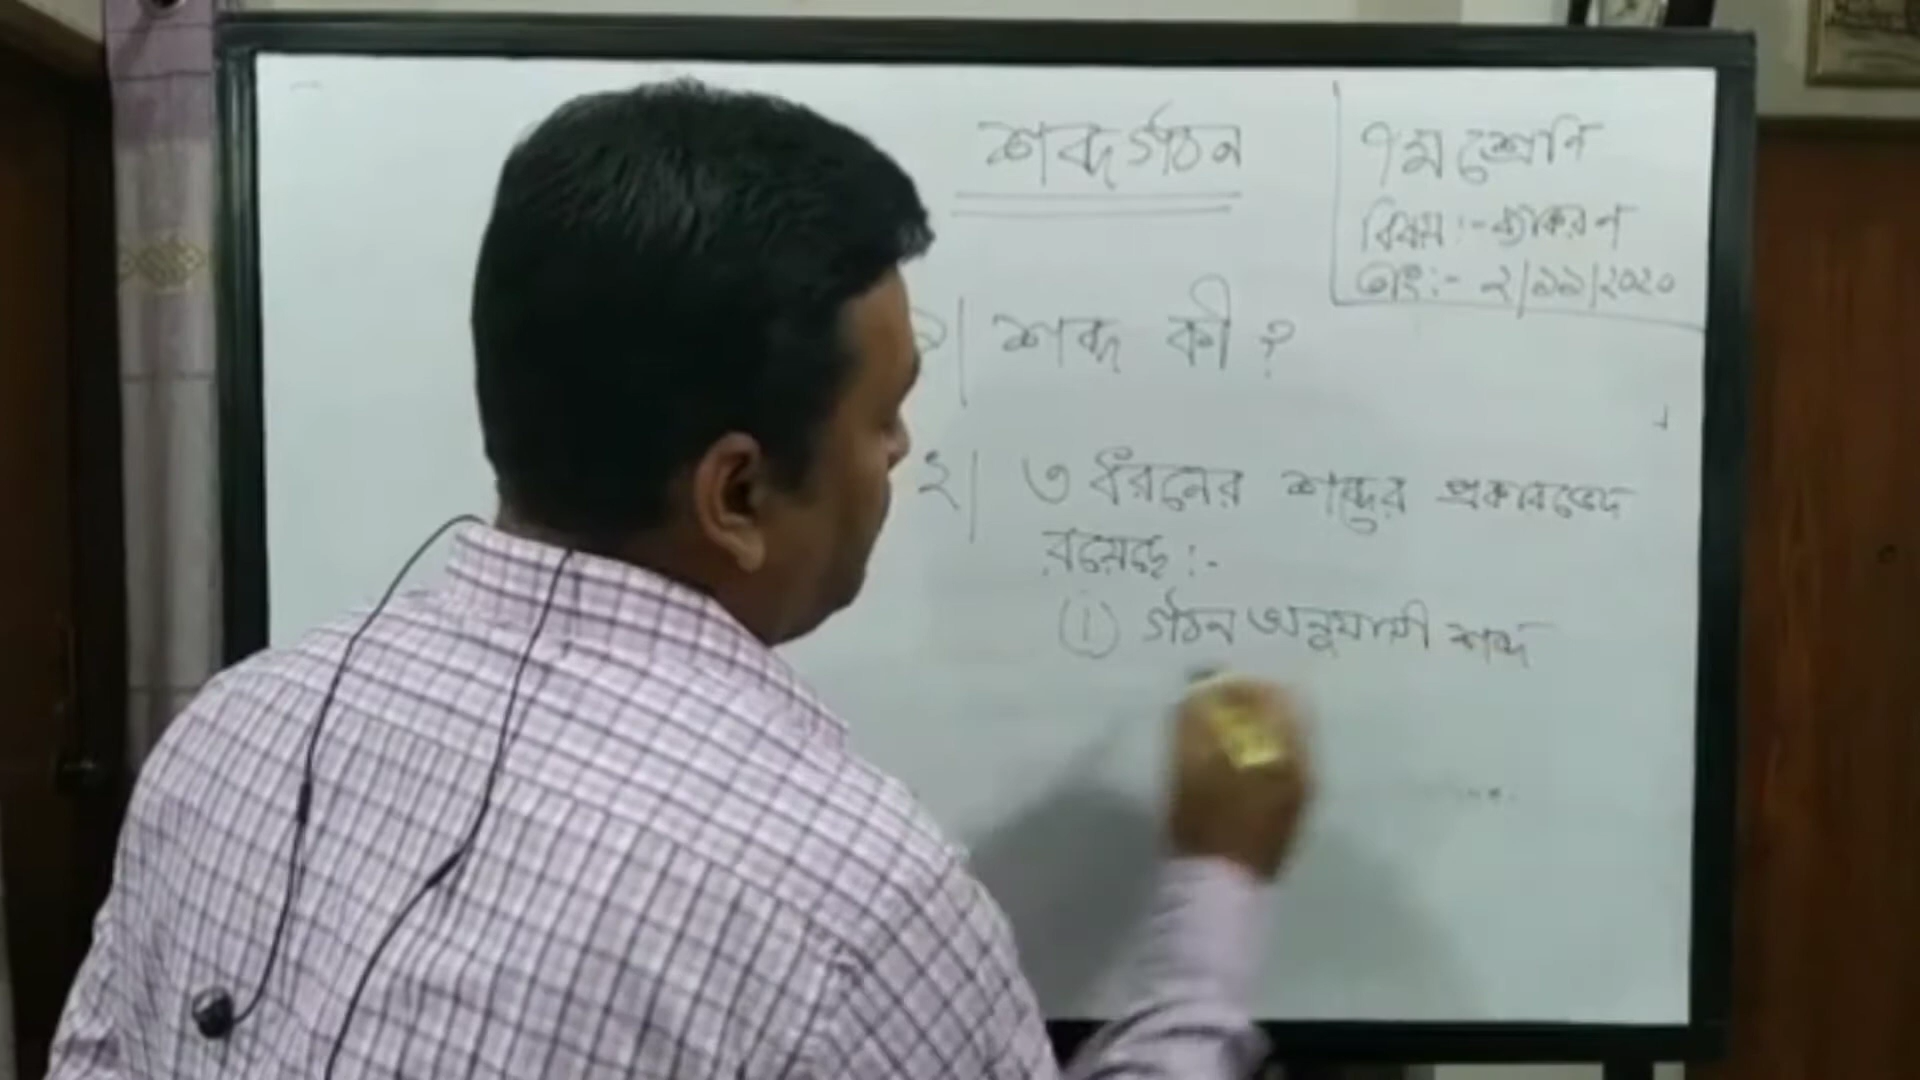 শব্দ গঠন
৭ম শ্রেণি
বিষয় :- ব্যাকরণ
তাং :- ২/১১/২০২০
১| শব্দ কী ?
২| ৩ ধরনের শব্দের প্রকারভেদ
রয়েছে :-
(i) গঠন অনুযায়ী শব্দ